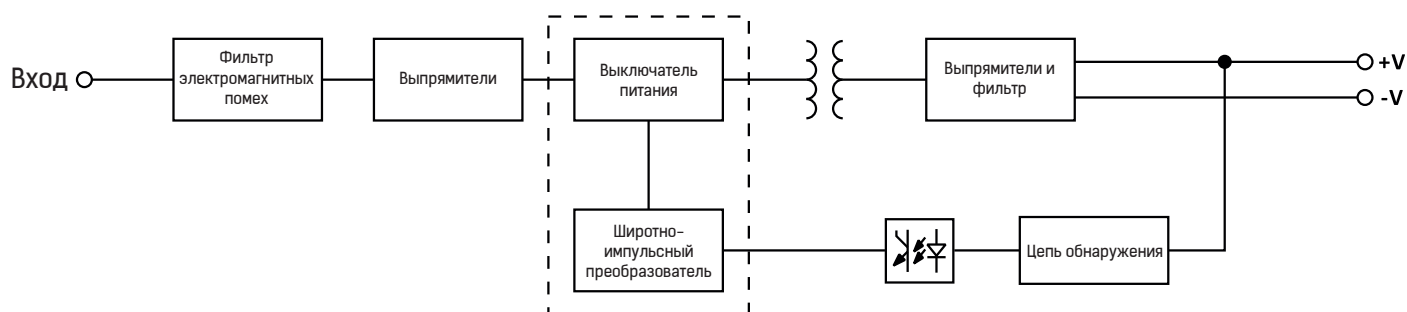 Вход
Фильтр
электромагнитных
помех
Выпрямители
Выключатель
питания
Выпрямители и
фильтр
+V
-V
Широтно-
импульсный
преобразователь
Цепь обнаружения